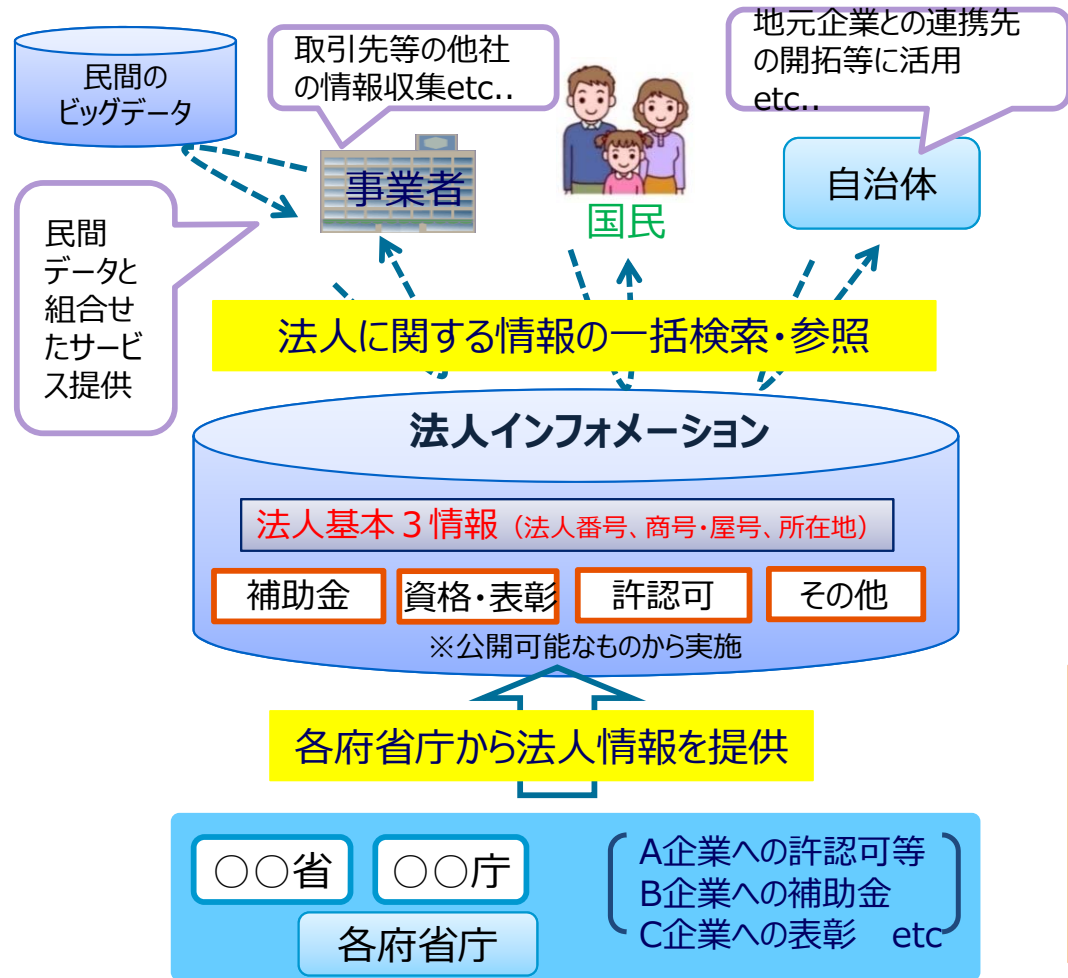 民間の
ビッグデータ
取引先等の他社
の情報収集etc..
地元企業との連携先
の開拓等に活用
etc..
事業者
国民
自治体
民間
データと
組合せ
たサービ
ス提供
法人に関する情報の一括検索・参照
法人インフォメーション
法人基本３情報（法人番号、商号・屋号、所在地）
補助金
資格・表彰
許認可
その他
※公開可能なものから実施
各府省庁から法人情報を提供
○○省
○○庁
各府省庁
A企業への許認可等
B企業への補助金
C企業への表彰　etc